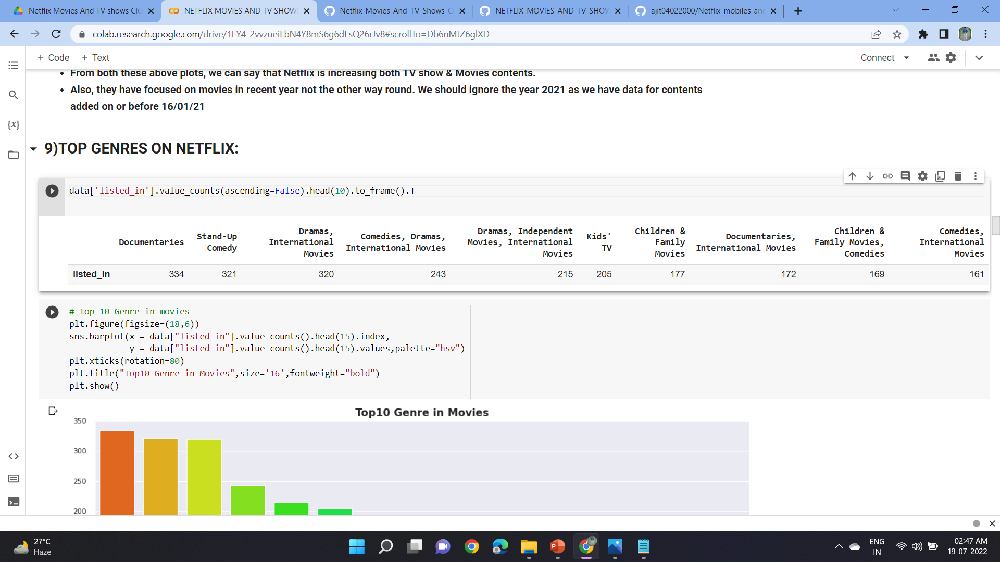 Netflix Movies And TV shows Clu
NETFLIX MOVIES AND TV SHOW
Netflix-Movies-And-TV-Shows-C
NETFLIX-MOVIES-AND-TV-SHOW
ajit04022000/Netflix-mobiles-and
colab.research.google.com/drive/1FY4_2vvzueiLbN4Y8mS6g6dFsQ26rJv8#scrollTo=Db6nMtZ6glXD
+ Code + Text
Connect
• From both these above plots, we can say that Netflix is increasing both TV show & Movies contents.
• Also, they have focused on movies in recent year not the other way round. We should ignore the year 2021 as we have data for contents
added on or before 16/01/21
{x}
9)TOP GENRES ON NETFLIX:
data['listed_in'].value_counts(ascending=False).head(10).to_frame().T
Documentaries
Stand-Up
Comedy
Dramas,
International
Movies
Comedies, Dramas,
International Movies
Dramas, Independent
Movies, International
Movies
Kids'
TV
Children &
Family
Movies
Documentaries,
International Movies
Children &
Family Movies,
Comedies
Comedies,
International
Movies
listed_in 334 321 320 243 215 205 177 172 169 161
# Top 10 Genre in movies
plt.figure(figsize=(18,6))
sns.barplot(x = data["listed_in"].value_counts().head(15).index,
y = data["listed_in"].value_counts().head(15).values,palette="hsv")
plt.xticks(rotation=80)
plt.title("Top10 Genre in Movies",size='16',fontweight="bold")
plt.show()
Top10 Genre in Movies
350
300
250
200
27°C
Haze
ENG
IN
02:47 AM
19-07-2022